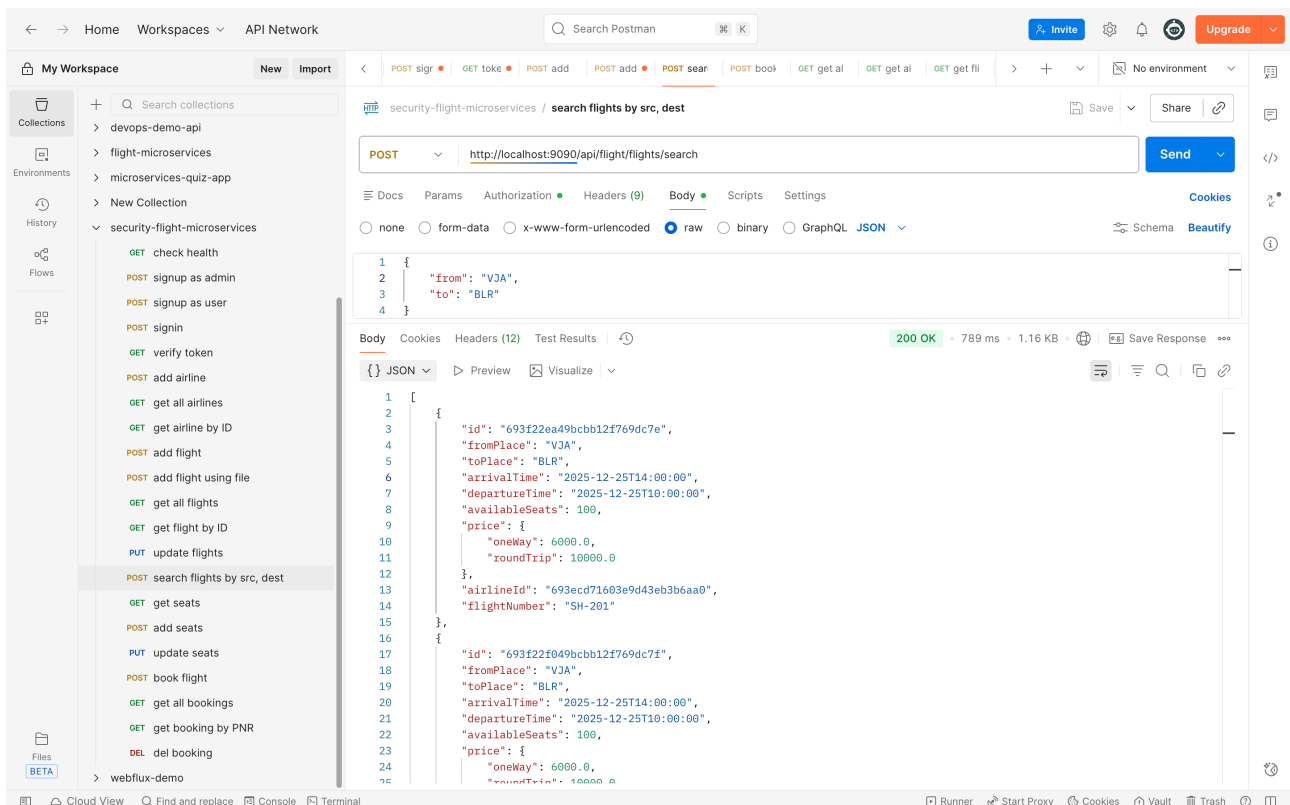 Home Workspaces API Network Search Postman ⌘ K Invite Upgrade
My Workspace New Import POST sigr GET toke POST add POST add POST sear POST book GET get al GET get ai GET get fli No environment
Collections
Environments
History
Flows
Files
BETA
Search collections
devops-demo-api
flight-microservices
microservices-quiz-app
New Collection
security-flight-microservices
GET check health
POST signup as admin
POST signup as user
POST signin
GET verify token
POST add airline
GET get all airlines
GET get airline by ID
POST add flight
POST add flight using file
GET get all flights
GET get flight by ID
PUT update flights
POST search flights by src, dest
GET get seats
POST add seats
PUT update seats
POST book flight
GET get all bookings
GET get booking by PNR
DEL del booking
webflux-demo
HTTP security-flight-microservices / search flights by src, dest Save Share
POST http://localhost:9090/api/flight/flights/search Send
Docs Params Authorization Headers (9) Body Scripts Settings Cookies
none form-data x-www-form-urlencoded raw binary GraphQL JSON Schema Beautify
1 {
2 "from": "VJA",
3 "to": "BLR"
4 }
Body Cookies Headers (12) Test Results 200 OK 789 ms 1.16 KB e.g. Save Response
{} JSON Preview Visualize
1 [
2 {
3 "id": "693f22ea49bcbb12f769dc7e",
4 "fromPlace": "VJA",
5 "toPlace": "BLR",
6 "arrivalTime": "2025-12-25T14:00:00",
7 "departureTime": "2025-12-25T10:00:00",
8 "availableSeats": 100,
9 "price": {
10 "oneWay": 6000.0,
11 "roundTrip": 10000.0
12 },
13 "airlineId": "693ecd71603e9d43eb3b6aa0",
14 "flightNumber": "SH-201"
15 },
16 {
17 "id": "693f22f049bcbb12f769dc7f",
18 "fromPlace": "VJA",
19 "toPlace": "BLR",
20 "arrivalTime": "2025-12-25T14:00:00",
21 "departureTime": "2025-12-25T10:00:00",
22 "availableSeats": 100,
23 "price": {
24 "oneWay": 6000.0,
25 "roundTrip": 10000.0
Cloud View Find and replace Console Terminal Runner Start Proxy Cookies Vault Trash